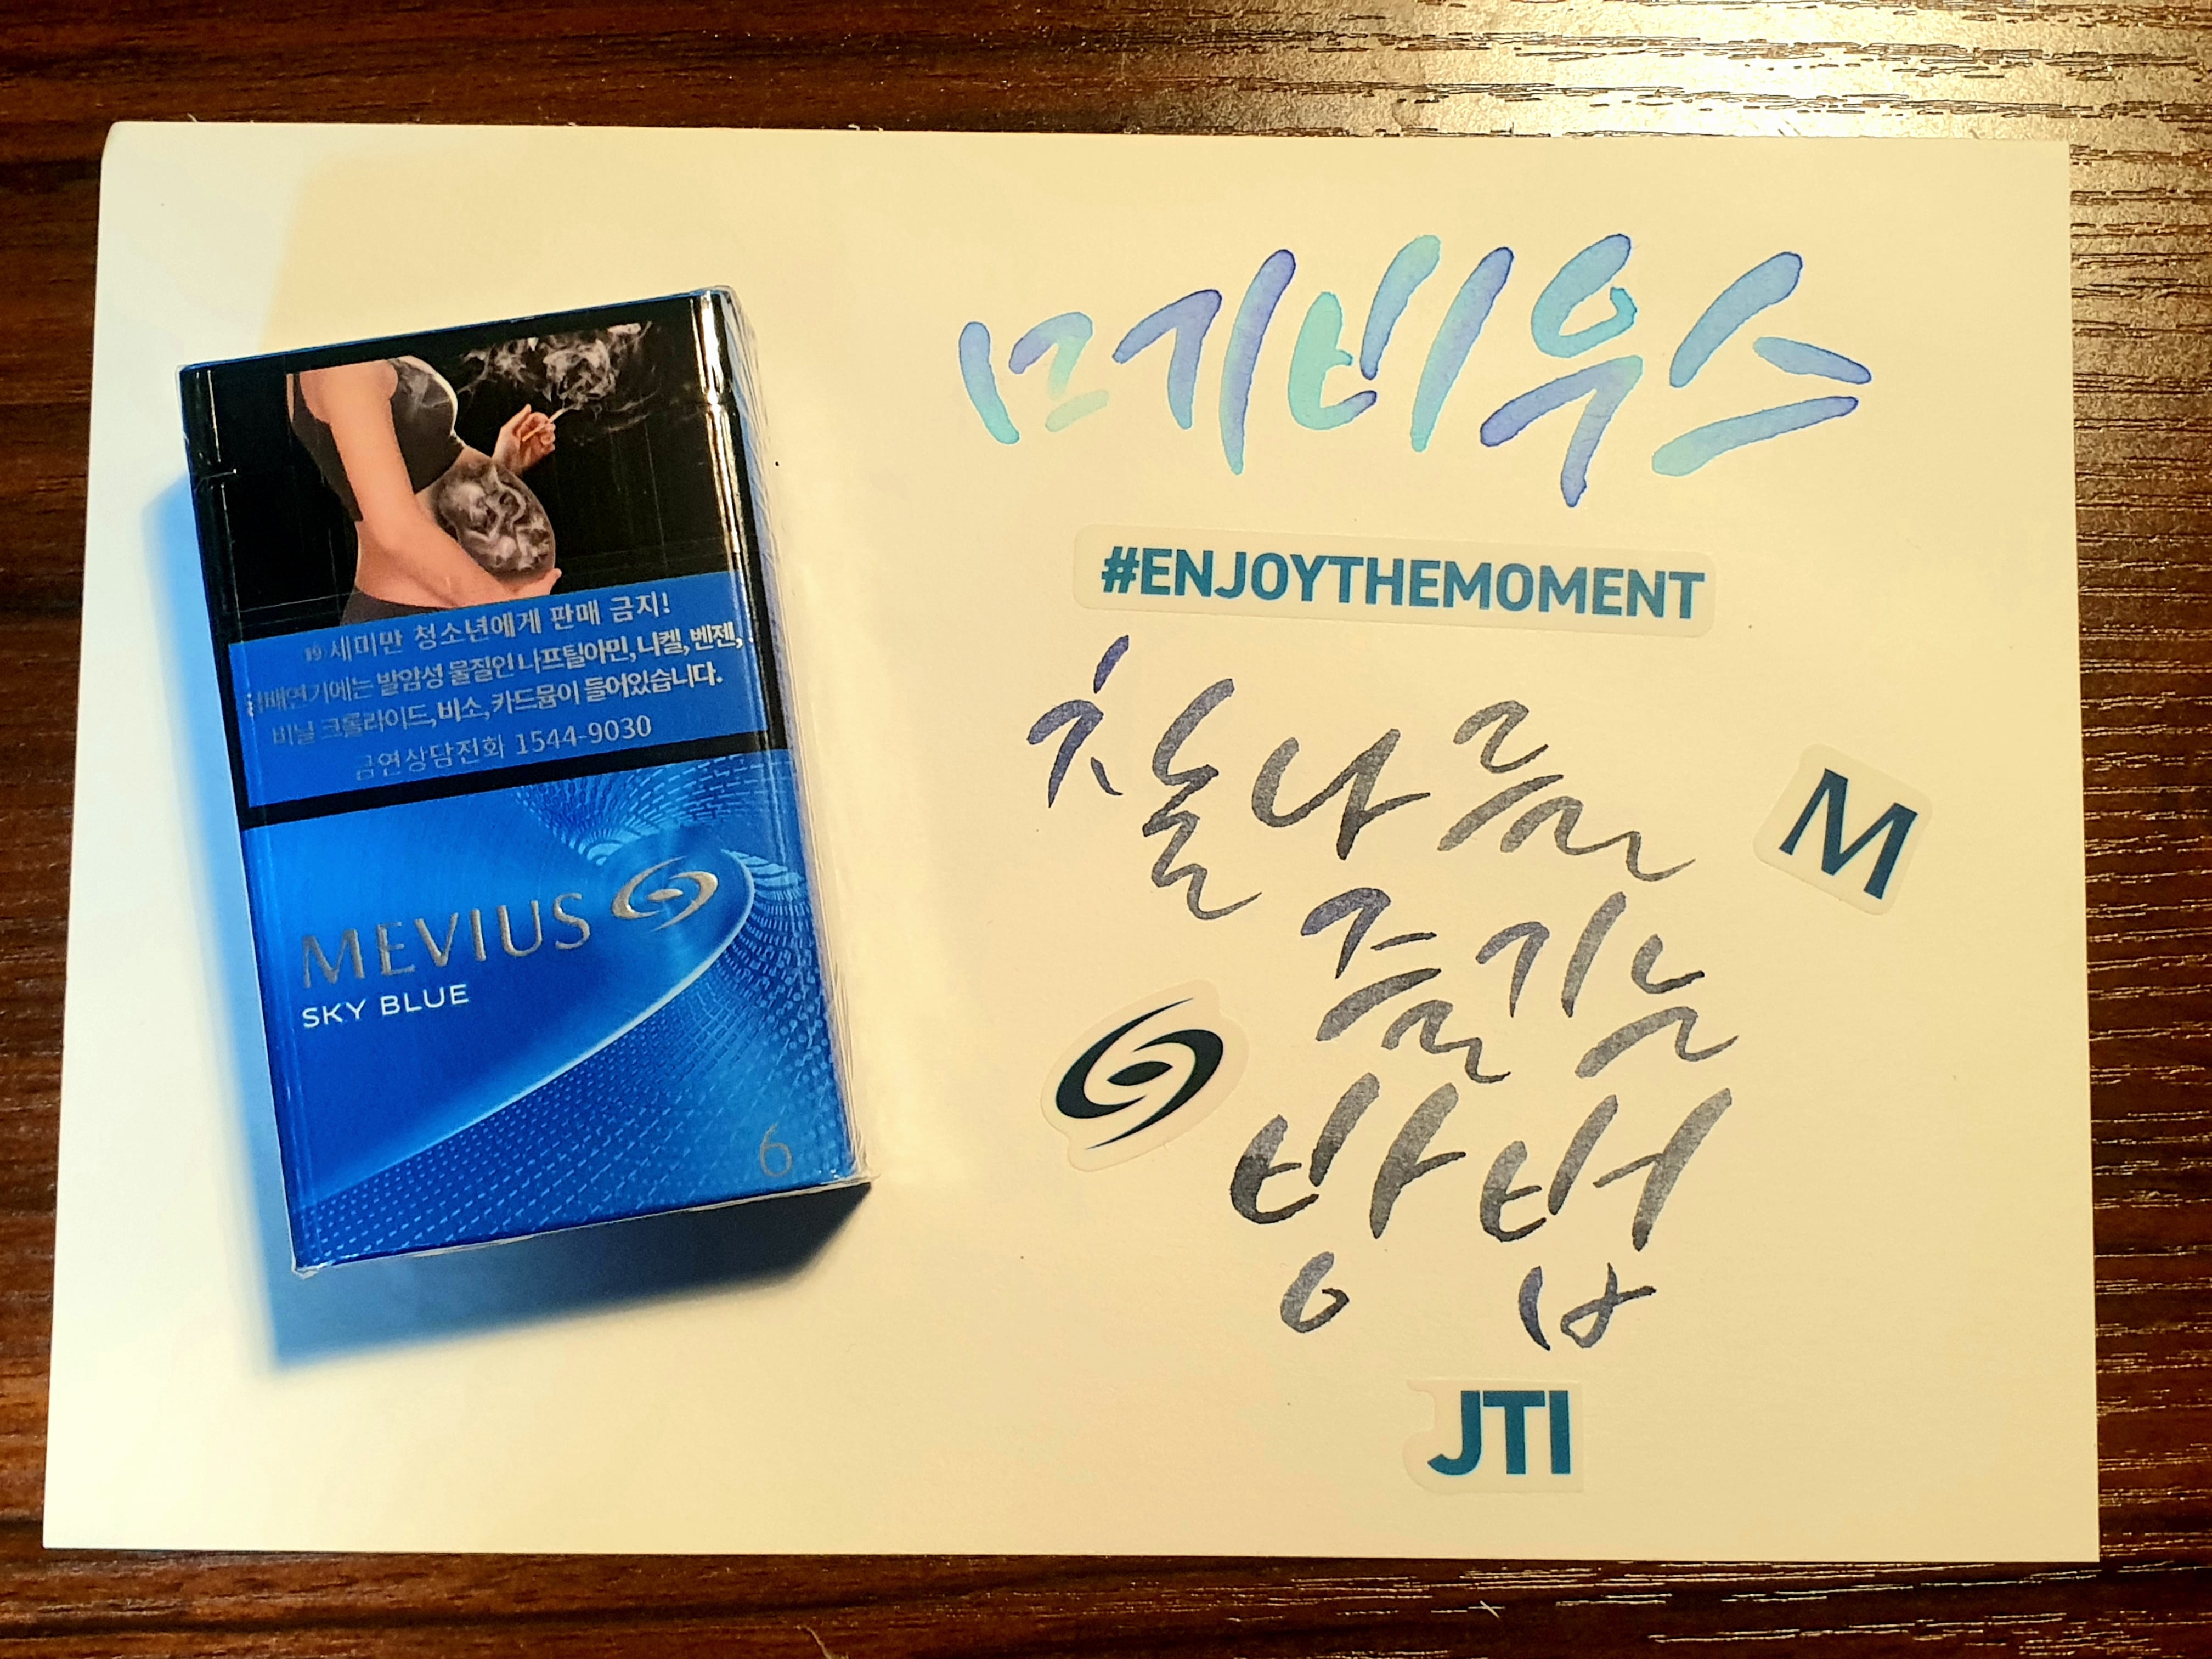 19세미만 청소년에게 판매 금지!
담배연기에는 발암성 물질인 나프틸아민, 니켈, 벤젠,
비닐 크롤라이드, 비소, 카드뮴이 들어있습니다.
금연상담전화 1544-9030
MEVIUS
SKY BLUE
6
메비우스
#ENJOYTHEMOMENT
찰나를
M
즐기는
방법
JTI